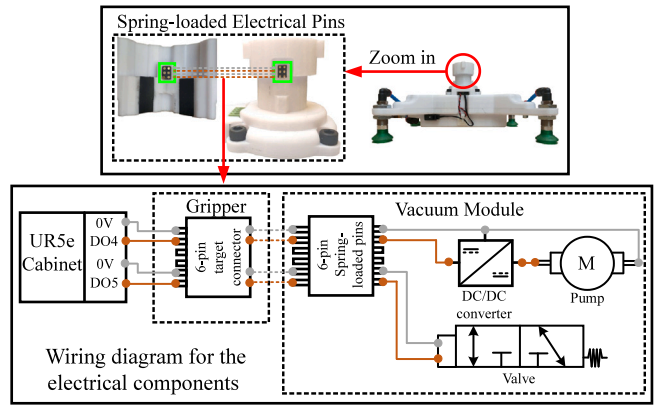 Spring-loaded Electrical Pins
Zoom in
Gripper
Vacuum Module
UR5e
Cabinet
0V
DO4
0V
DO5
6-pin
target
connector
6-pin
Spring-
loaded pins
DC/DC
converter
M
Pump
Valve
Wiring diagram for the
electrical components